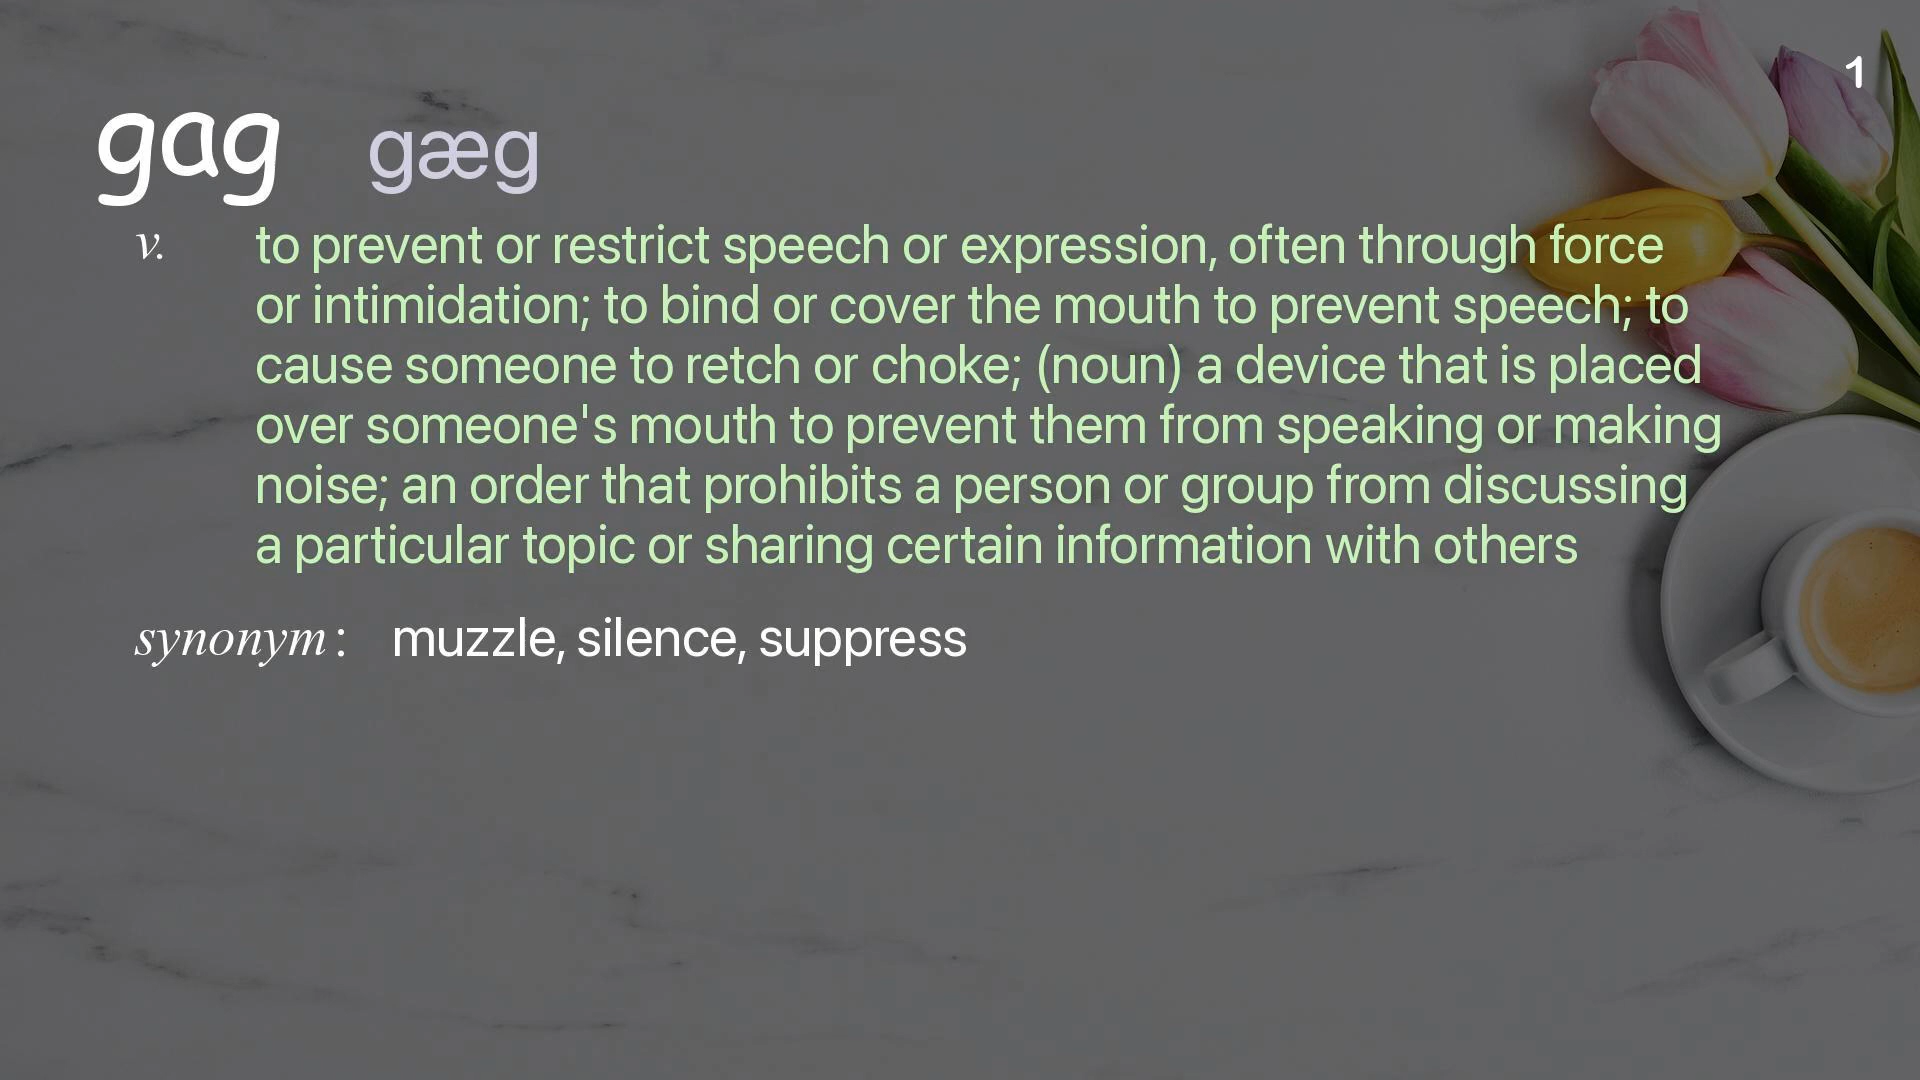 1
gag gæg
v. to prevent or restrict speech or expression, often through force
or intimidation; to bind or cover the mouth to prevent speech; to
cause someone to retch or choke; (noun) a device that is placed
over someone's mouth to prevent them from speaking or making
noise; an order that prohibits a person or group from discussing
a particular topic or sharing certain information with others
synonym: muzzle, silence, suppress